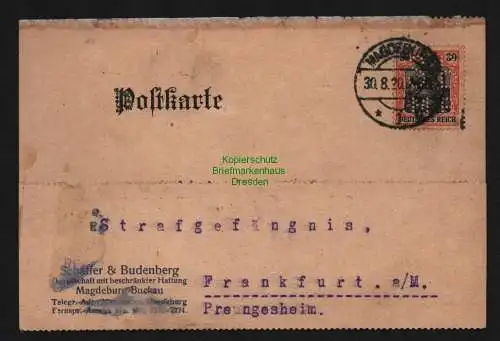 MAGDEBURG
30.8.20.
30
DEUTSCHES REICH
Postkarte
Kopierschutz
Briefmarkenhaus
Dresden
Strafgefängnis,
Schäffer & Budenberg
Gesellschaft mit beschränkter Haftung
Magdeburg-Buckau
Frankfurt a/M.
Preungesheim.